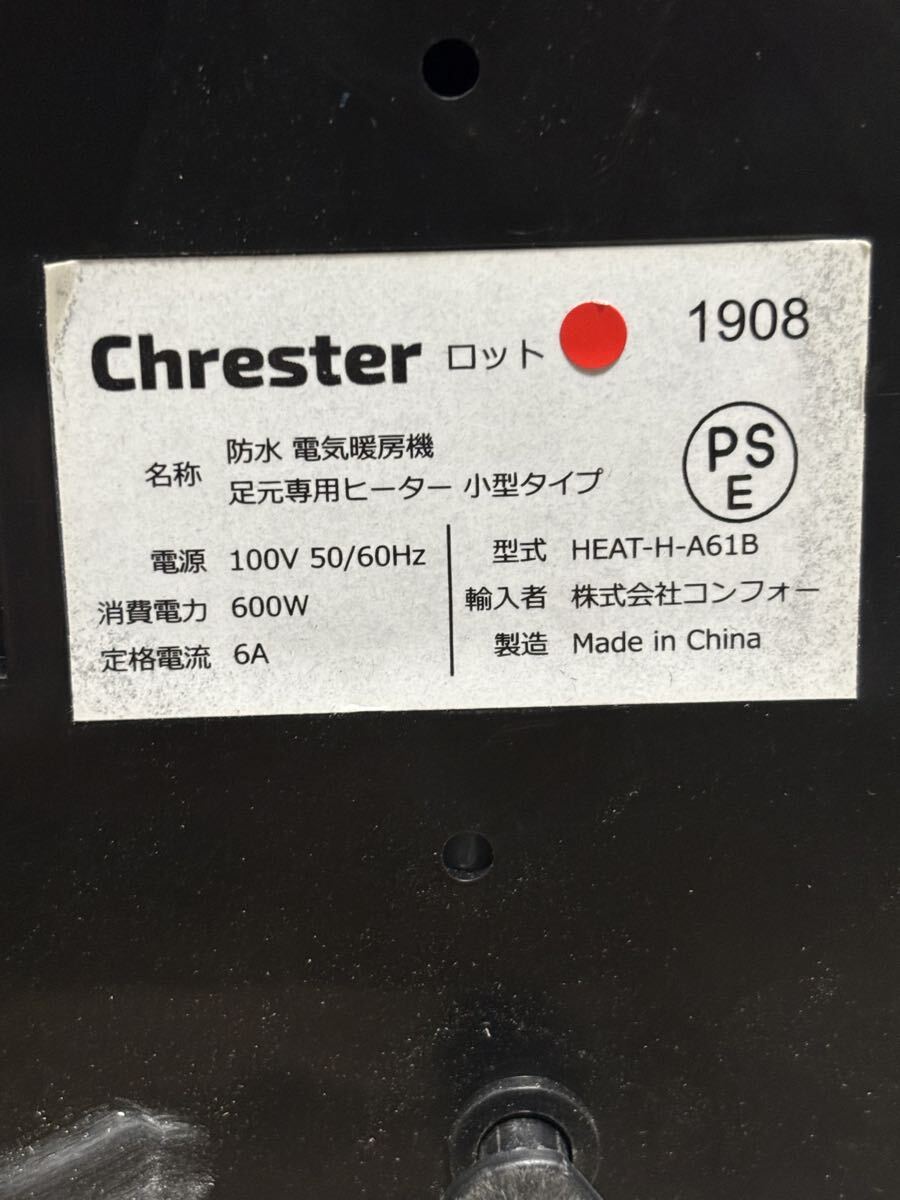 Chrester ロット 1908
PSE
名称 防水 電気暖房機
足元専用ヒーター 小型タイプ
電源 100V 50/60Hz
消費電力 600W
定格電流 6A
型式 HEAT-H-A61B
輸入者 株式会社コンフォー
製造 Made in China